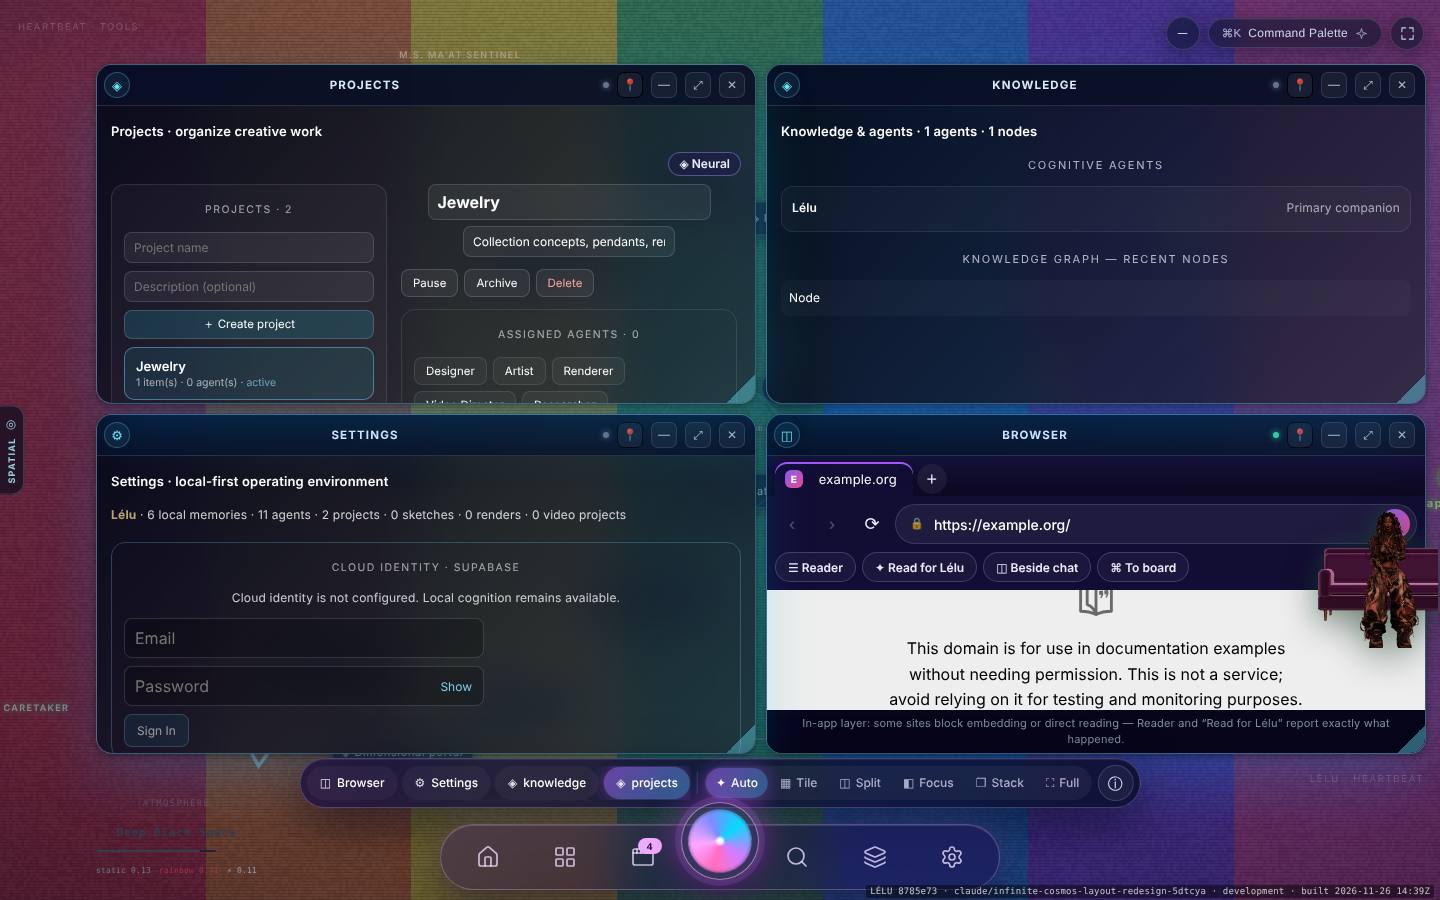 HEARTBEAT · TOOLS
M.S. MA'AT SENTINEL
⌘K Command Palette
PROJECTS
Projects · organize creative work
◈ Neural
PROJECTS · 2
Project name
Description (optional)
+ Create project
Jewelry
1 item(s) · 0 agent(s) · active
Jewelry
Collection concepts, pendants, rei
Pause
Archive
Delete
ASSIGNED AGENTS · 0
Designer
Artist
Renderer
KNOWLEDGE
Knowledge & agents · 1 agents · 1 nodes
COGNITIVE AGENTS
Lélu
Primary companion
KNOWLEDGE GRAPH — RECENT NODES
Node
SPATIAL
SETTINGS
Settings · local-first operating environment
Lélu · 6 local memories · 11 agents · 2 projects · 0 sketches · 0 renders · 0 video projects
CLOUD IDENTITY · SUPABASE
Cloud identity is not configured. Local cognition remains available.
Email
Password
Show
Sign In
BROWSER
E
example.org
+
https://example.org/
Reader
Read for Lélu
Beside chat
⌘ To board
This domain is for use in documentation examples
without needing permission. This is not a service;
avoid relying on it for testing and monitoring purposes.
In-app layer: some sites block embedding or direct reading — Reader and “Read for Lélu” report exactly what
happened.
CARETAKER
Browser
Settings
knowledge
projects
Auto
Tile
Split
Focus
Stack
Full
LÉLU · HEARTBEAT
ATMOSPHERE
Deep Black Space
static 0.13
4
LÉLU 8785e73 · claude/infinite-cosmos-layout-redesign-5dtcya · development · built 2026-11-26 14:39Z